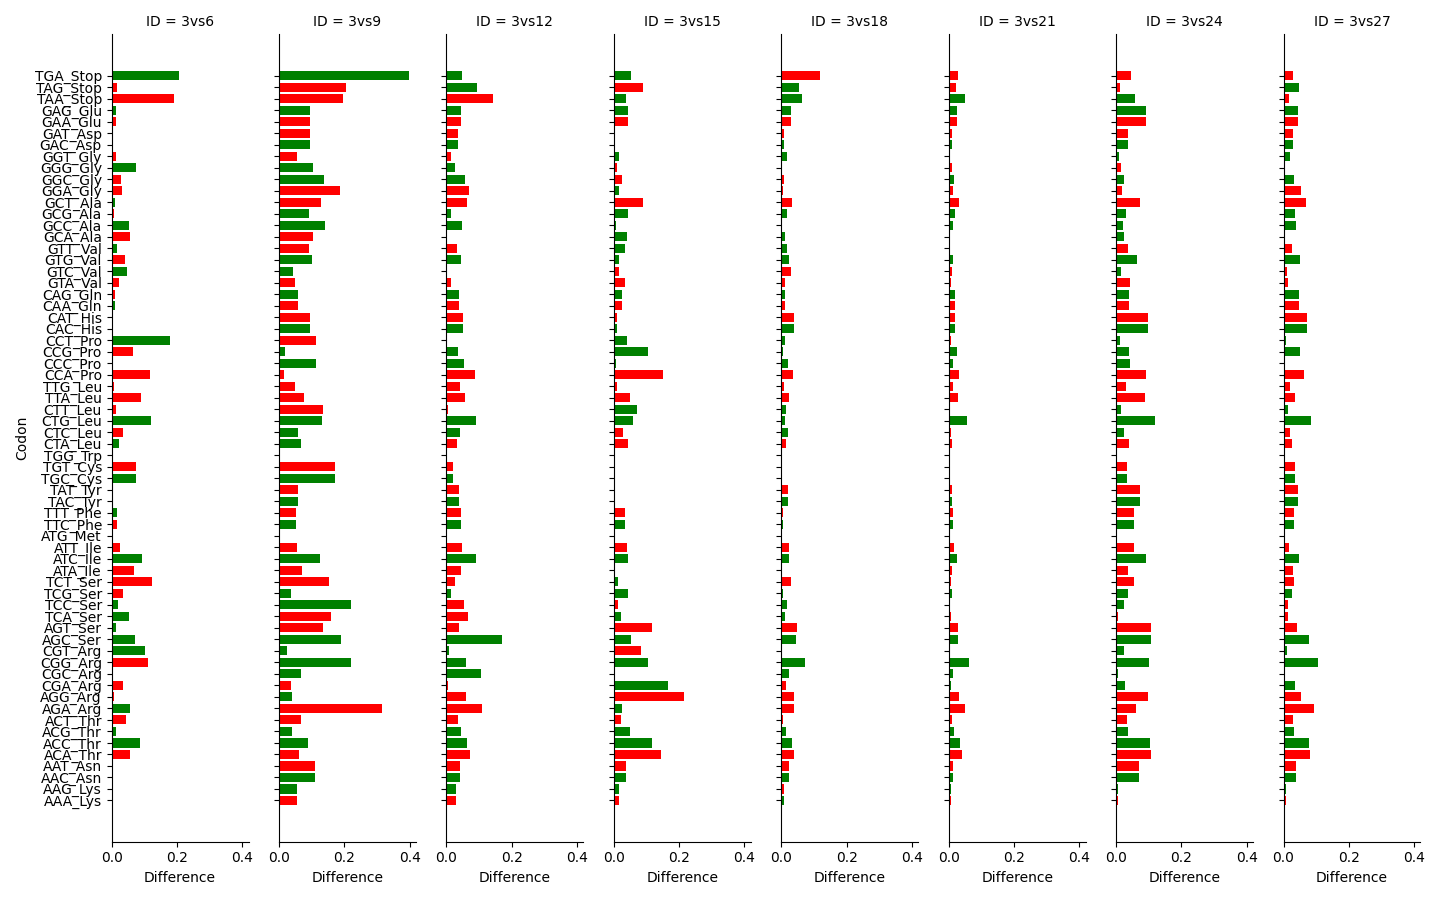 ID = 3vs6 ID = 3vs9 ID = 3vs12 ID = 3vs15 ID = 3vs18 ID = 3vs21 ID = 3vs24 ID = 3vs27
TGA_Stop
TAG_Stop
TAA_Stop
GAG_Glu
GAA_Glu
GAT_Asp
GAC_Asp
GGT_Gly
GGG_Gly
GGC_Gly
GGA_Gly
GCT_Ala
GCG_Ala
GCC_Ala
GCA_Ala
GTT_Val
GTG_Val
GTC_Val
GTA_Val
CAG_Gln
CAA_Gln
CAT_His
CAC_His
CCT_Pro
CCG_Pro
CCC_Pro
CCA_Pro
TTG_Leu
TTA_Leu
CTT_Leu
CTG_Leu
CTC_Leu
CTA_Leu
TGG_Trp
TGT_Cys
TGC_Cys
TAT_Tyr
TAC_Tyr
TTT_Phe
TTC_Phe
ATG_Met
ATT_Ile
ATC_Ile
ATA_Ile
TCT_Ser
TCG_Ser
TCC_Ser
TCA_Ser
AGT_Ser
AGC_Ser
CGT_Arg
CGG_Arg
CGC_Arg
CGA_Arg
AGG_Arg
AGA_Arg
ACT_Thr
ACG_Thr
ACC_Thr
ACA_Thr
AAT_Asn
AAC_Asn
AAG_Lys
AAA_Lys
Codon
0.0 0.2 0.4 0.0 0.2 0.4 0.0 0.2 0.4 0.0 0.2 0.4 0.0 0.2 0.4 0.0 0.2 0.4 0.0 0.2 0.4 0.0 0.2 0.4
Difference Difference Difference Difference Difference Difference Difference Difference